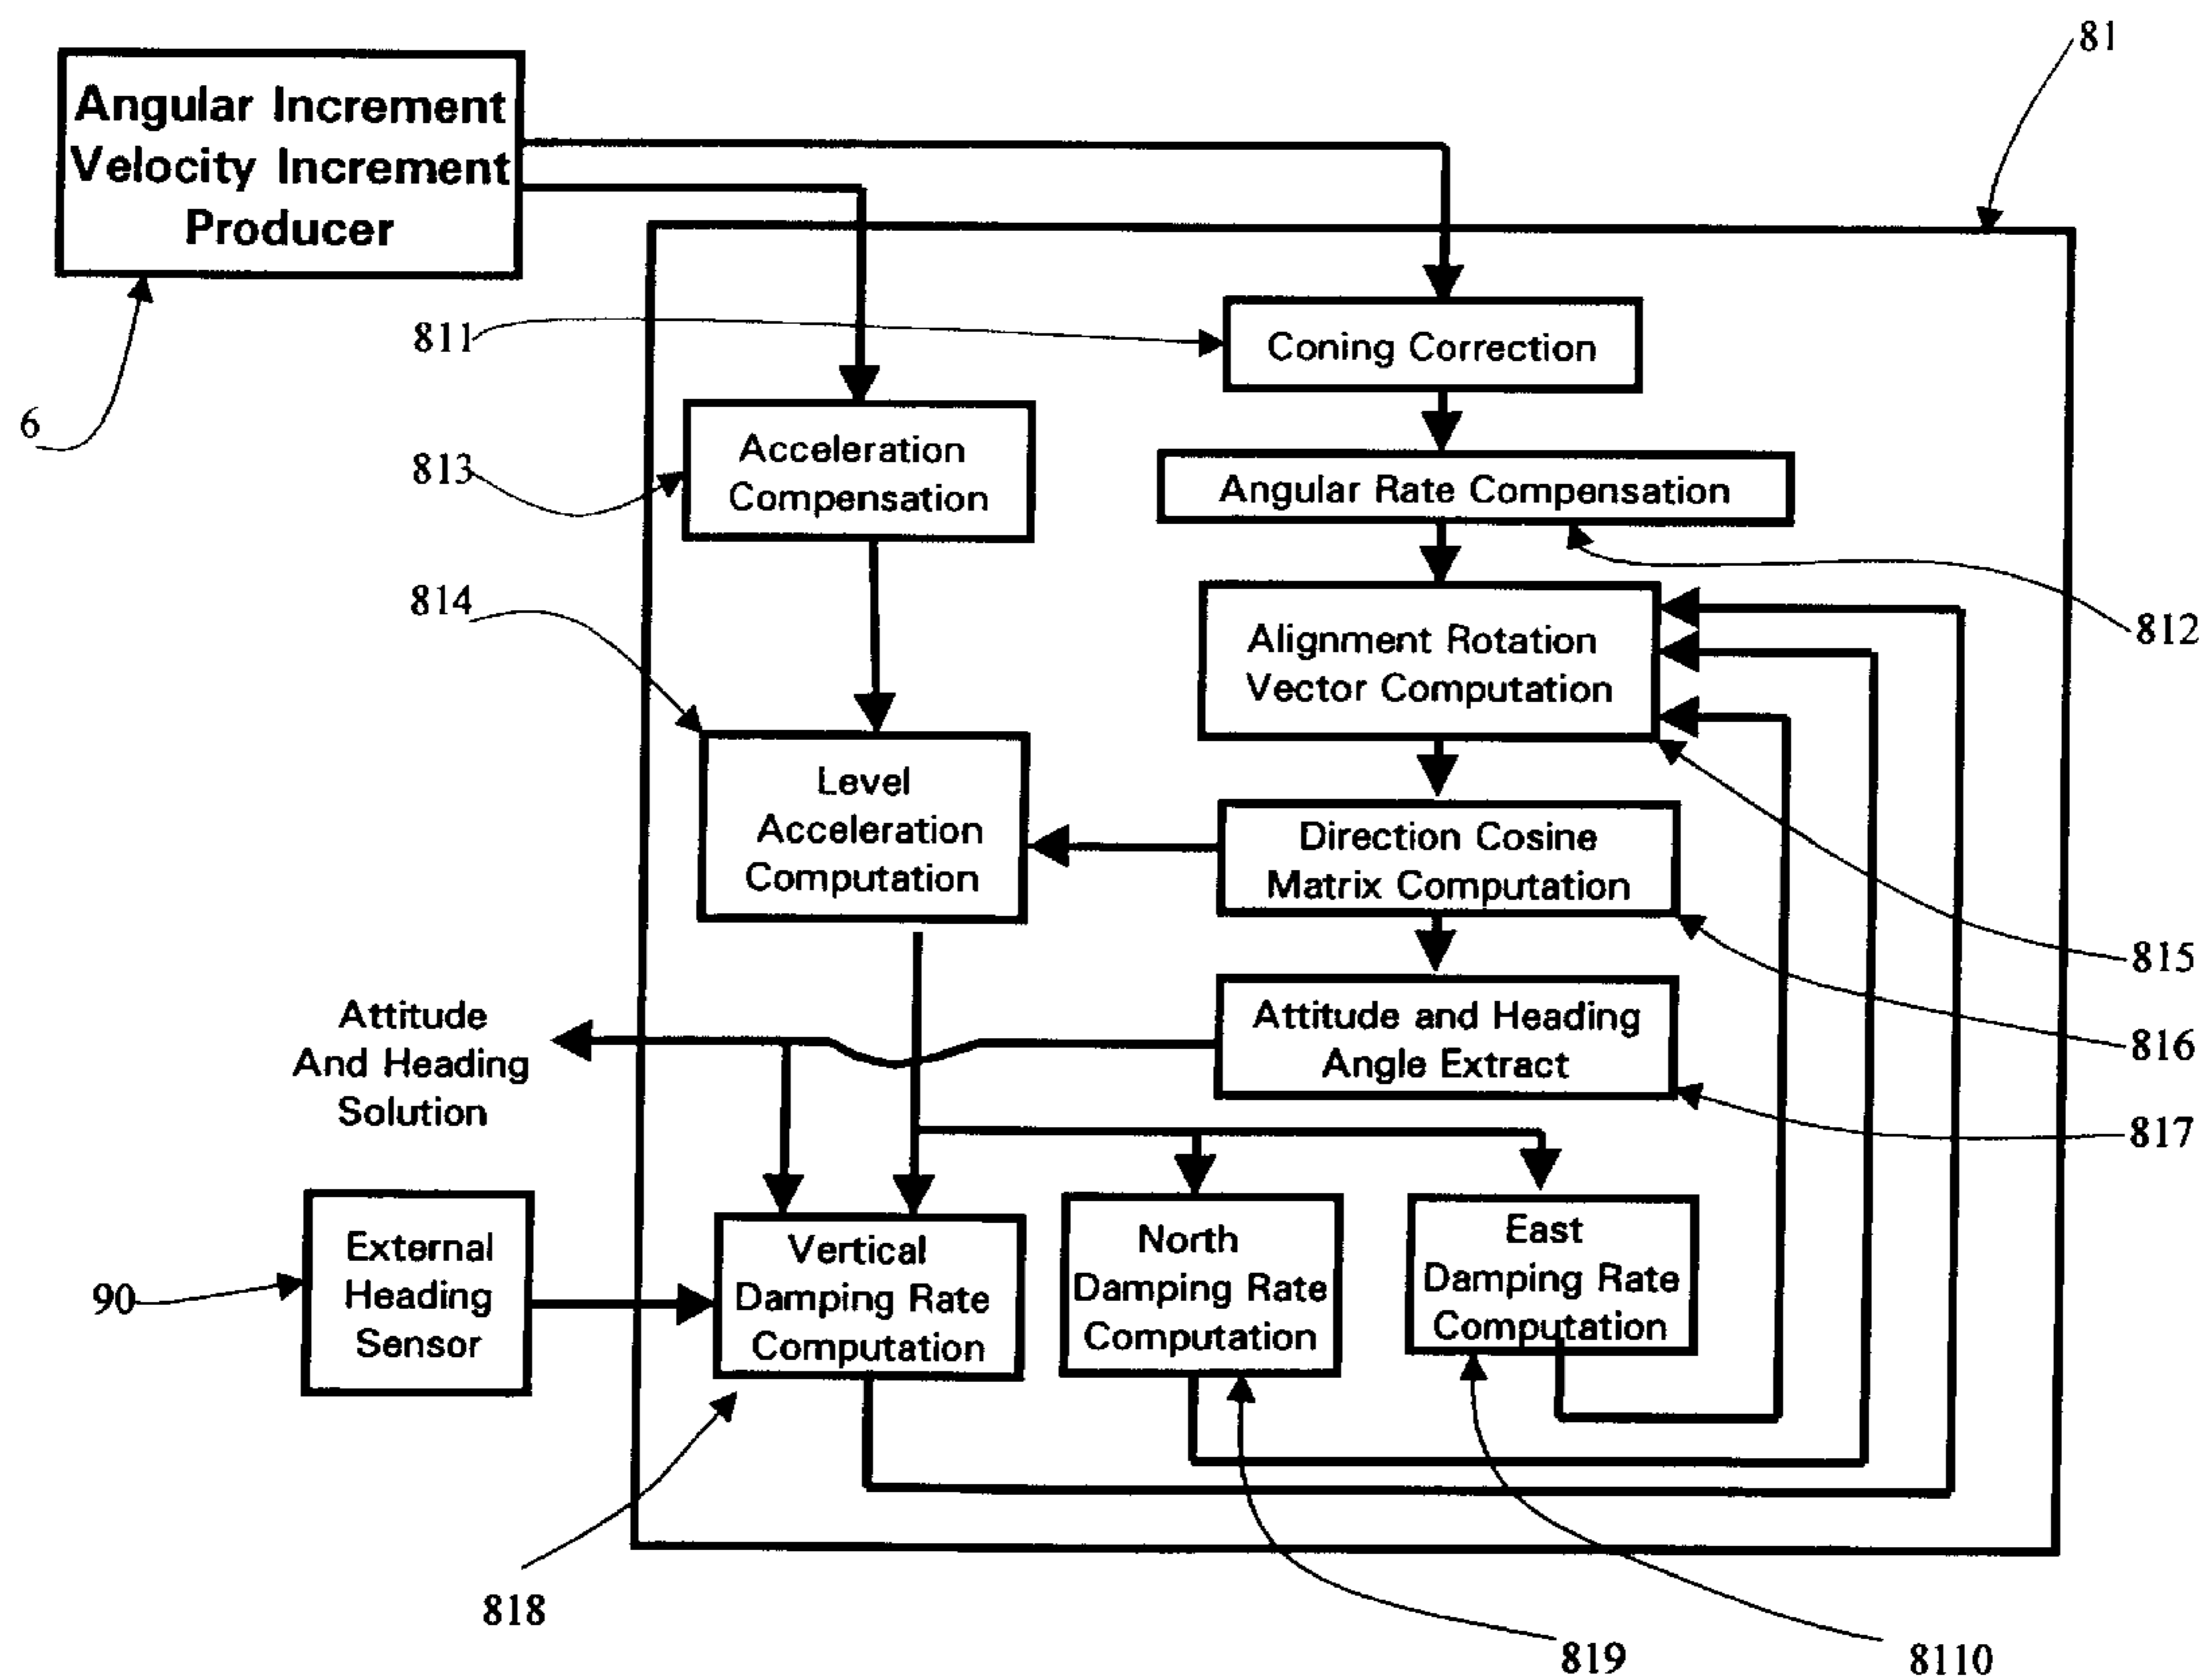 81
Angular Increment
Velocity Increment
Producer
6
811
Coning Correction
813
Acceleration
Compensation
Angular Rate Compensation
812
814
Alignment Rotation
Vector Computation
Level
Acceleration
Computation
Direction Cosine
Matrix Computation
815
816
Attitude
And Heading
Solution
Attitude and Heading
Angle Extract
817
90
External
Heading
Sensor
Vertical
Damping Rate
Computation
North
Damping Rate
Computation
East
Damping Rate
Computation
818
819
8110